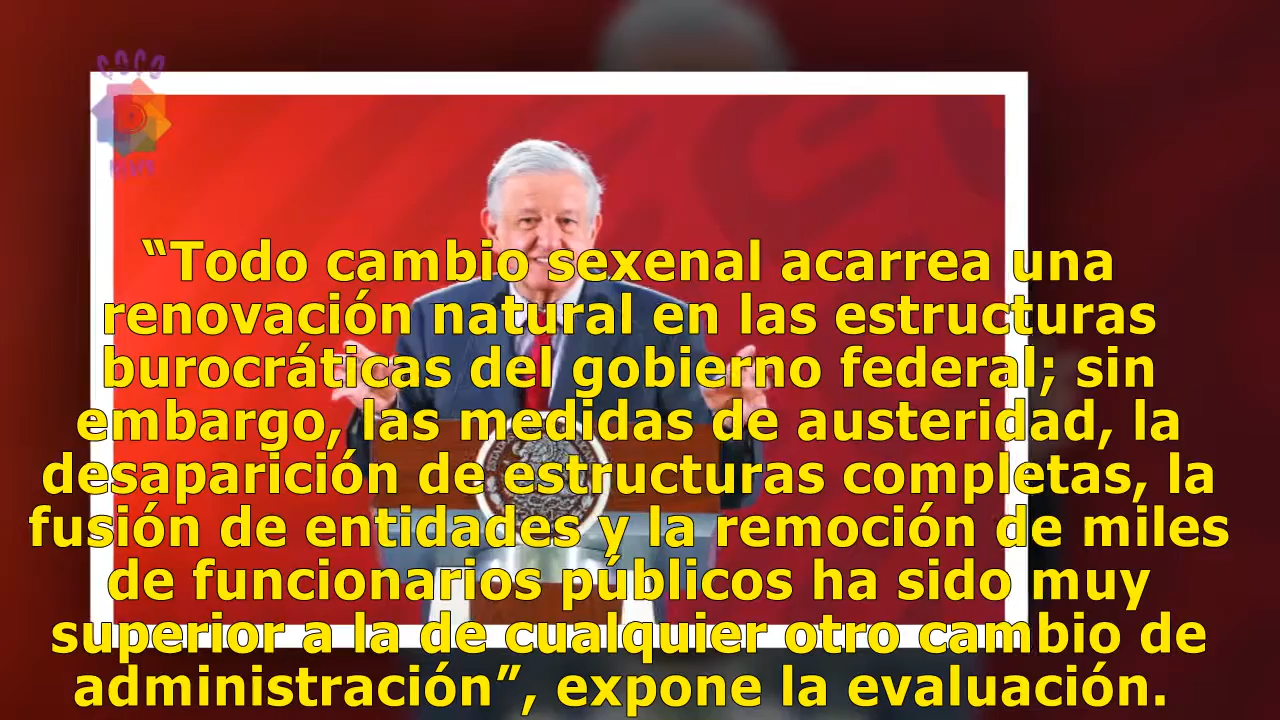 COCO
NEWS
“Todo cambio sexenal acarrea una
renovación natural en las estructuras
burocráticas del gobierno federal; sin
embargo, las medidas de austeridad, la
desaparición de estructuras completas, la
fusión de entidades y la remoción de miles
de funcionarios públicos ha sido muy
superior a la de cualquier otro cambio de
administración”, expone la evaluación.